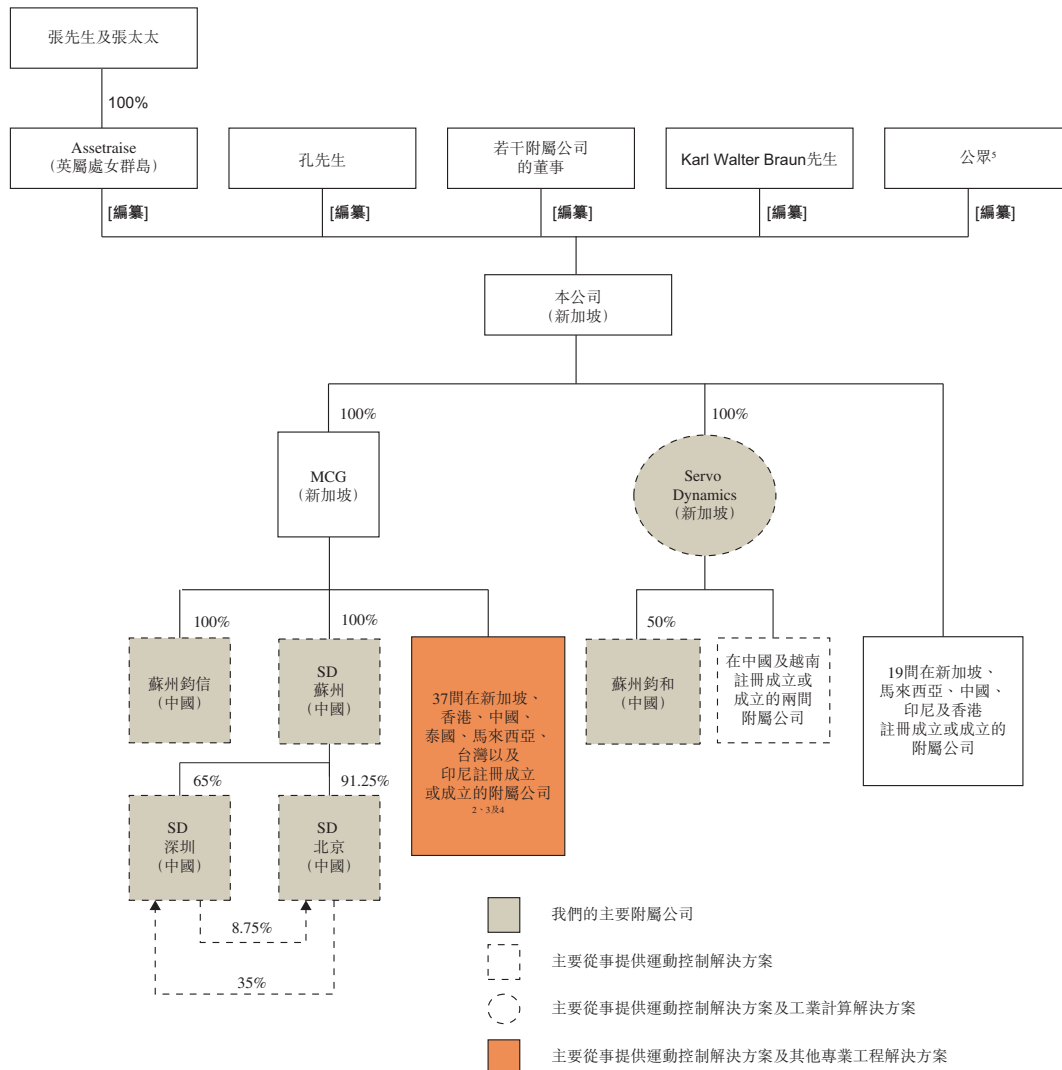 張先生及張太太
100%
Assetraise
(英屬處女群島)
孔先生
若干附屬公司
的董事
Karl Walter Braun先生
公眾5
[編纂]
[編纂]
[編纂]
[編纂]
[編纂]
本公司
(新加坡)
100%
100%
MCG
(新加坡)
Servo
Dynamics
(新加坡)
100%
100%
50%
蘇州鈞信
(中國)
SD
蘇州
(中國)
37間在新加坡、
香港、中國、
泰國、馬來西亞、
台灣以及
印尼註冊成立
或成立的附屬公司
2、3及4
蘇州鈞和
(中國)
在中國及越南
註冊成立或
成立的兩間
附屬公司
19間在新加坡、
馬來西亞、中國、
印尼及香港
註冊成立或成立的
附屬公司
65%
91.25%
SD
深圳
(中國)
SD
北京
(中國)
8.75%
35%
我們的主要附屬公司
主要從事提供運動控制解決方案
主要從事提供運動控制解決方案及工業計算解決方案
主要從事提供運動控制解決方案及其他專業工程解決方案